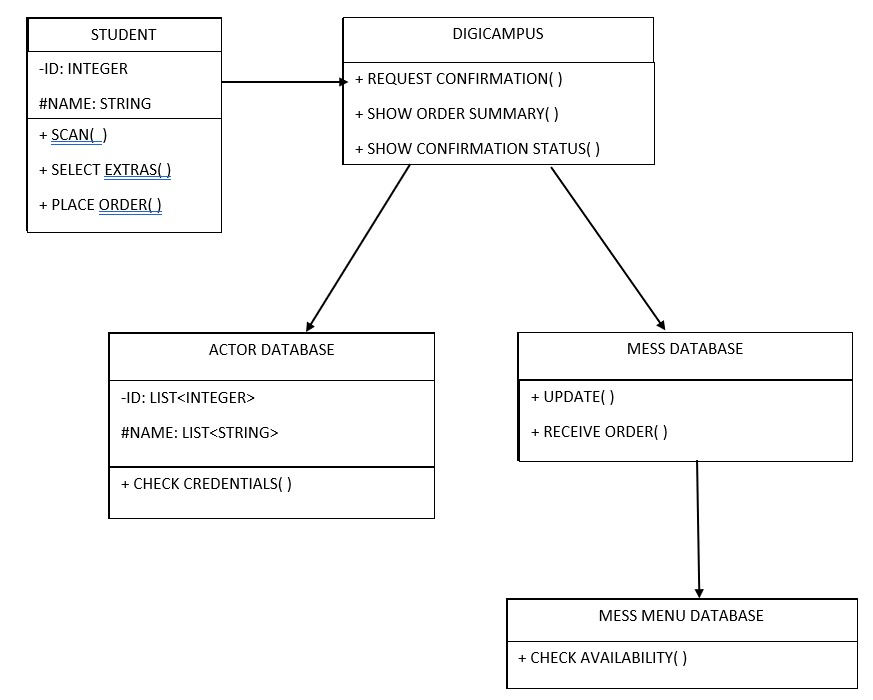 STUDENT
-ID: INTEGER
#NAME: STRING
+ SCAN( )
+ SELECT EXTRAS( )
+ PLACE ORDER( )
DIGICAMPUS
+ REQUEST CONFIRMATION( )
+ SHOW ORDER SUMMARY( )
+ SHOW CONFIRMATION STATUS( )
ACTOR DATABASE
-ID: LIST<INTEGER>
#NAME: LIST<STRING>
+ CHECK CREDENTIALS( )
MESS DATABASE
+ UPDATE( )
+ RECEIVE ORDER( )
MESS MENU DATABASE
+ CHECK AVAILABILITY( )